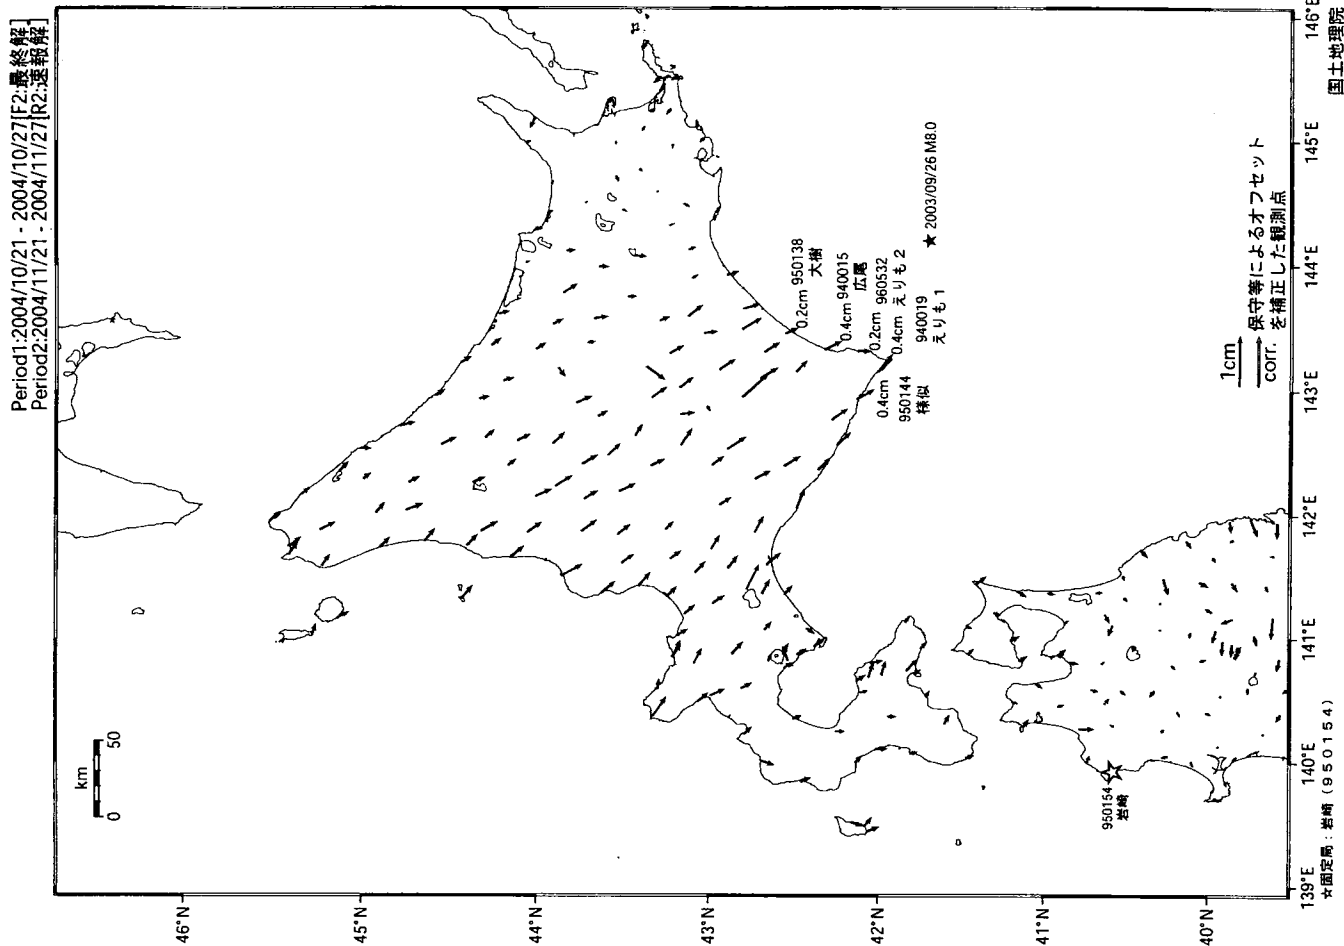 Period1:2004/10/21 - 2004/10/27[F2:最終解]
Period2:2004/11/21 - 2004/11/27[R2:速報解]
km
0 50
46°N
45°N
44°N
43°N
42°N
41°N
40°N
139°E
140°E
141°E
142°E
143°E
144°E
145°E
146°E
0.2cm 950138
大樹
0.4cm 940015
広尾
0.2cm 960532
えりも 2
0.4cm
940019
えりも 1
0.4cm
950144
様似
★ 2003/09/26 M8.0
950154
岩崎
1cm
corr.
保守等によるオフセット
を補正した観測点
☆固定局:岩崎 (950154)
国土地理院